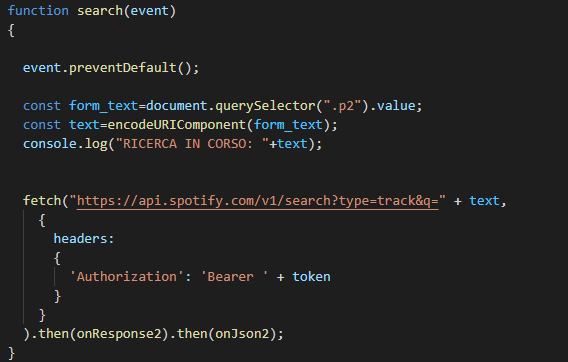 function search(event)
{
event.preventDefault();
const form_text=document.querySelector(".p2").value;
const text=encodeURIComponent(form_text);
console.log("RICERCA IN CORSO: "+text);
fetch("https://api.spotify.com/v1/search?type=track&q=" + text,
{
headers:
{
'Authorization': 'Bearer ' + token
}
}
).then(onResponse2).then(onJson2);
}